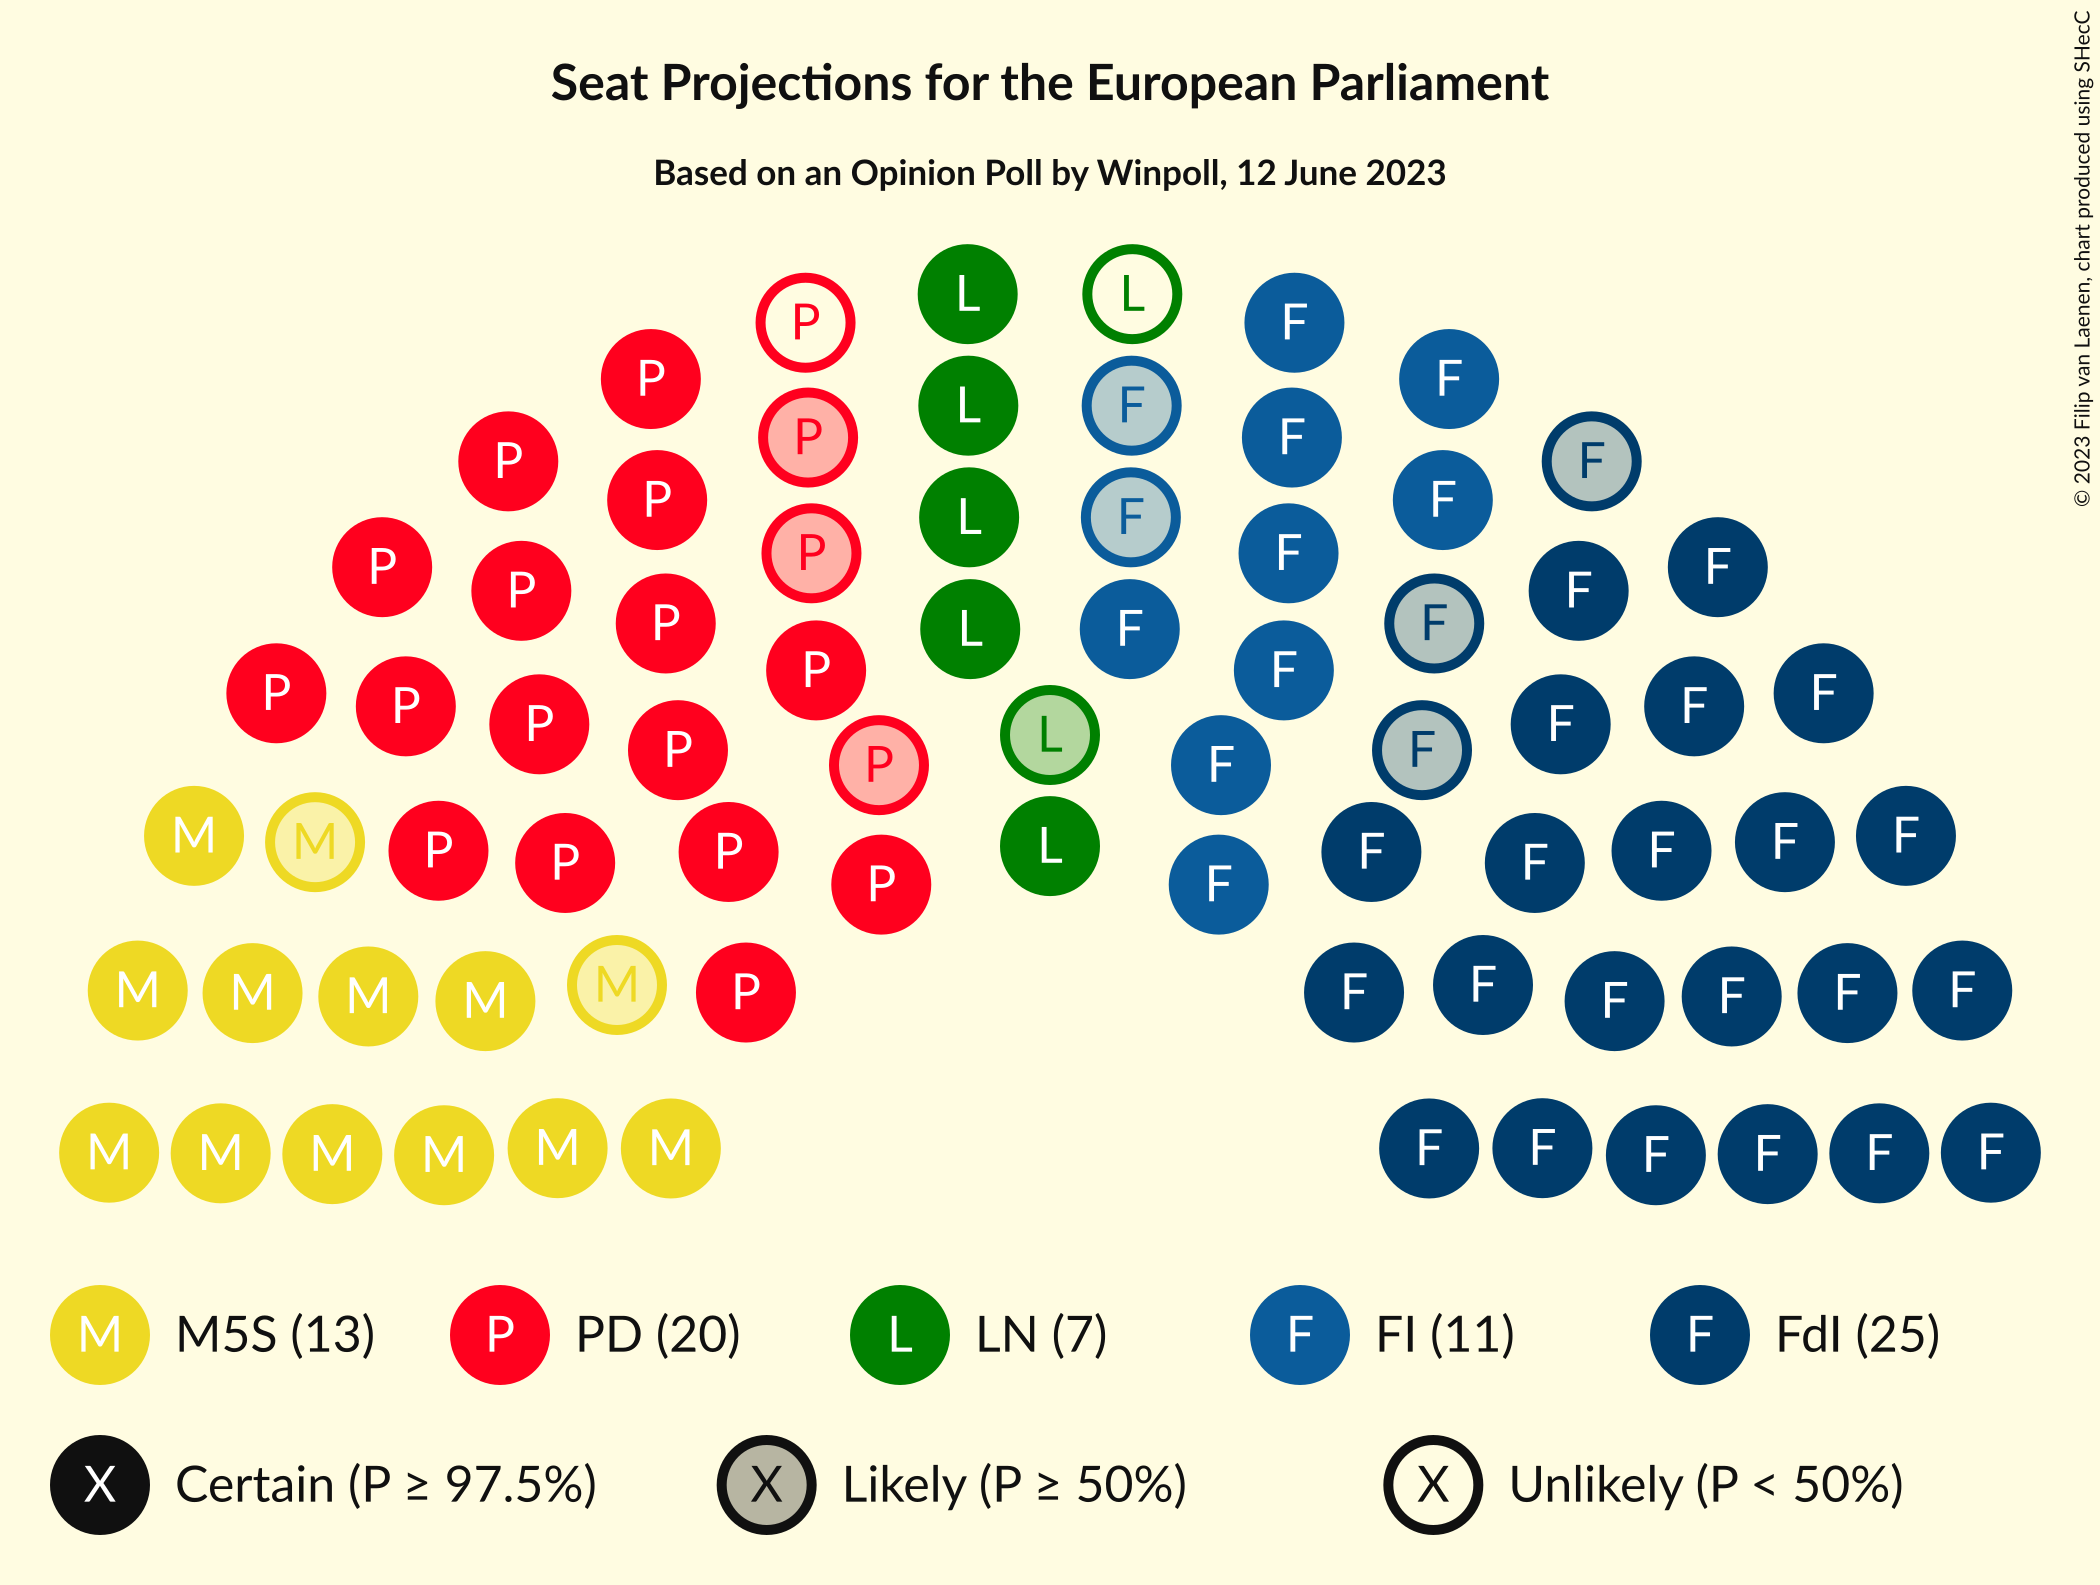 Seat Projections for the European Parliament
Based on an Opinion Poll by Winpoll, 12 June 2023
© 2023 Filip van Laenen, chart produced using SHecC
L L
P F
P F
L F
P F
P F
P F
P F
L F
P F
P F
P F
P F
P F
L F
P F
P F
P F
P F
P F
L
P F
M M P P P P L F F F F F F
M M M M M P F F F F F F
M M M M M M F F F F F F
M M5S (13) P PD (20) L LN (7) F FI (11) F FdI (25)
X Certain (P ≥ 97.5%) X Likely (P ≥ 50%) X Unlikely (P < 50%)